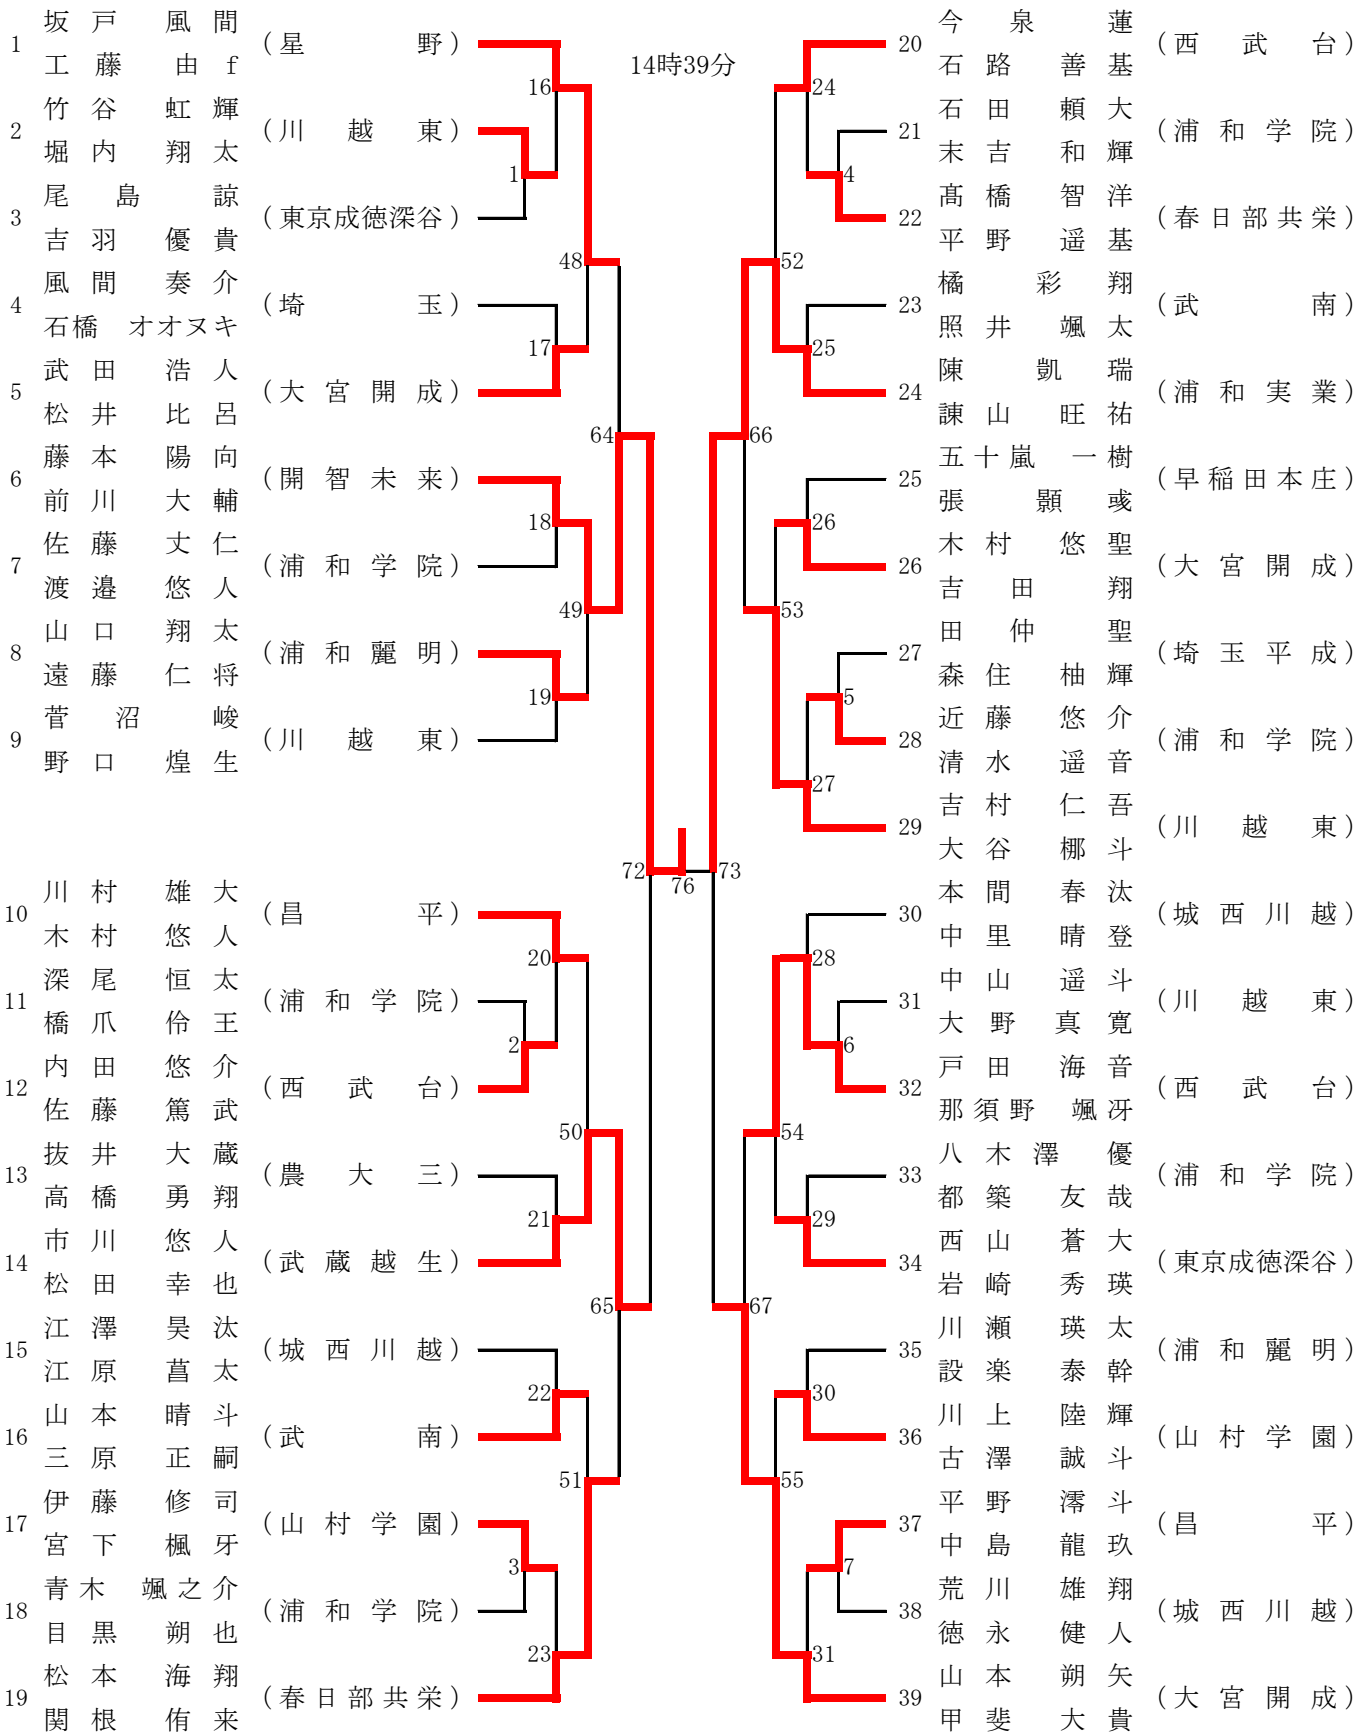 14時39分
1 坂戸 風間 工藤 由f (星野)
2 竹谷 虹輝 堀内 翔太 (川越東)
3 尾島 諒 吉羽 優貴 (東京成徳深谷)
4 風間 奏介 石橋 オオヌキ (埼玉)
5 武田 浩人 松井 比呂 (大宮開成)
6 藤本 陽向 前川 大輔 (開智未来)
7 佐藤 丈仁 渡邉 悠人 (浦和学院)
8 山口 翔太 遠藤 仁将 (浦和麗明)
9 菅沼 峻 野口 煌生 (川越東)
10 川村 雄大 木村 悠人 (昌平)
11 深尾 恒太 橋爪 伶王 (浦和学院)
12 内田 悠介 佐藤 篤武 (西武台)
13 抜井 大蔵 高橋 勇翔 (農大三)
14 市川 悠人 松田 幸也 (武蔵越生)
15 江澤 昊汰 江原 菖太 (城西川越)
16 山本 晴斗 三原 正嗣 (武南)
17 伊藤 修司 宮下 楓牙 (山村学園)
18 青木 颯之介 目黒 朔也 (浦和学院)
19 松本 海翔 関根 侑来 (春日部共栄)
16
1
48
17
64
18
49
19
72
76
73
20
2
50
21
65
22
51
3
23
24
4
52
25
66
26
53
5
27
28
6
54
29
67
30
55
7
31
20 今泉 蓮 石路 善基 (西武台)
21 石田 頼大 末吉 和輝 (浦和学院)
22 髙橋 智洋 平野 遥基 (春日部共栄)
23 橘 彩翔 照井 颯太 (武南)
24 陳 凱瑞 諌山 旺祐 (浦和実業)
25 五十嵐 一樹 張 顥彧 (早稲田本庄)
26 木村 悠聖 吉田 翔 (大宮開成)
27 田仲 聖 森住 柚輝 (埼玉平成)
28 近藤 悠介 清水 遥音 (浦和学院)
29 吉村 仁吾 大谷 梛斗 (川越東)
30 本間 春汰 中里 晴登 (城西川越)
31 中山 遥斗 大野 真寛 (川越東)
32 戸田 海音 那須野 颯冴 (西武台)
33 八木澤 優 都築 友哉 (浦和学院)
34 西山 蒼大 岩崎 秀瑛 (東京成徳深谷)
35 川瀬 瑛太 設楽 泰幹 (浦和麗明)
36 川上 陸輝 古澤 誠斗 (山村学園)
37 平野 澪斗 中島 龍玖 (昌平)
38 荒川 雄翔 徳永 健人 (城西川越)
39 山本 朔矢 甲斐 大貴 (大宮開成)